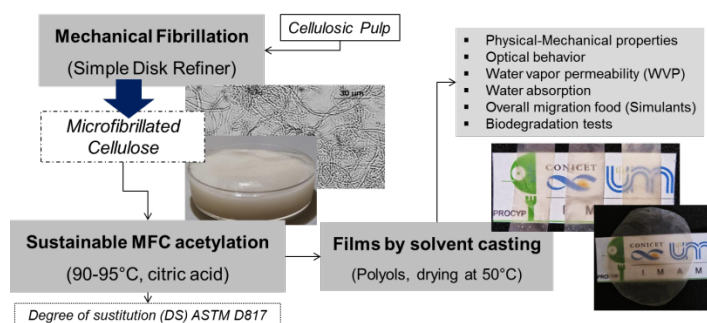 Cellulosic Pulp
Mechanical Fibrillation
(Simple Disk Refiner)
30 µm
Microfibrillated
Cellulose
Sustainable MFC acetylation
(90-95°C, citric acid)
Degree of sustitution (DS) ASTM D817
Films by solvent casting
(Polyols, drying at 50°C)
▪ Physical-Mechanical properties
▪ Optical behavior
▪ Water vapor permeability (WVP)
▪ Water absorption
▪ Overall migration food (Simulants)
▪ Biodegradation tests
CONICET
PROCYP
I M A M
CONICET
I M A M